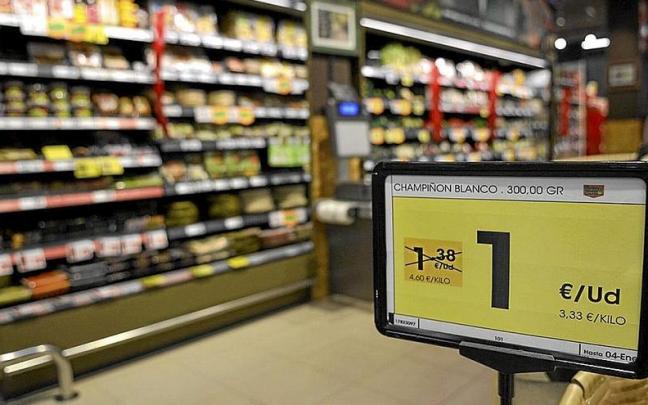 CHAMPIÑON BLANCO . 300,00 GR
1 .38
€/Ud
4,60 €/KILO
1 €/Ud
3,33 €/KILO
101
Hasta 04-Ene